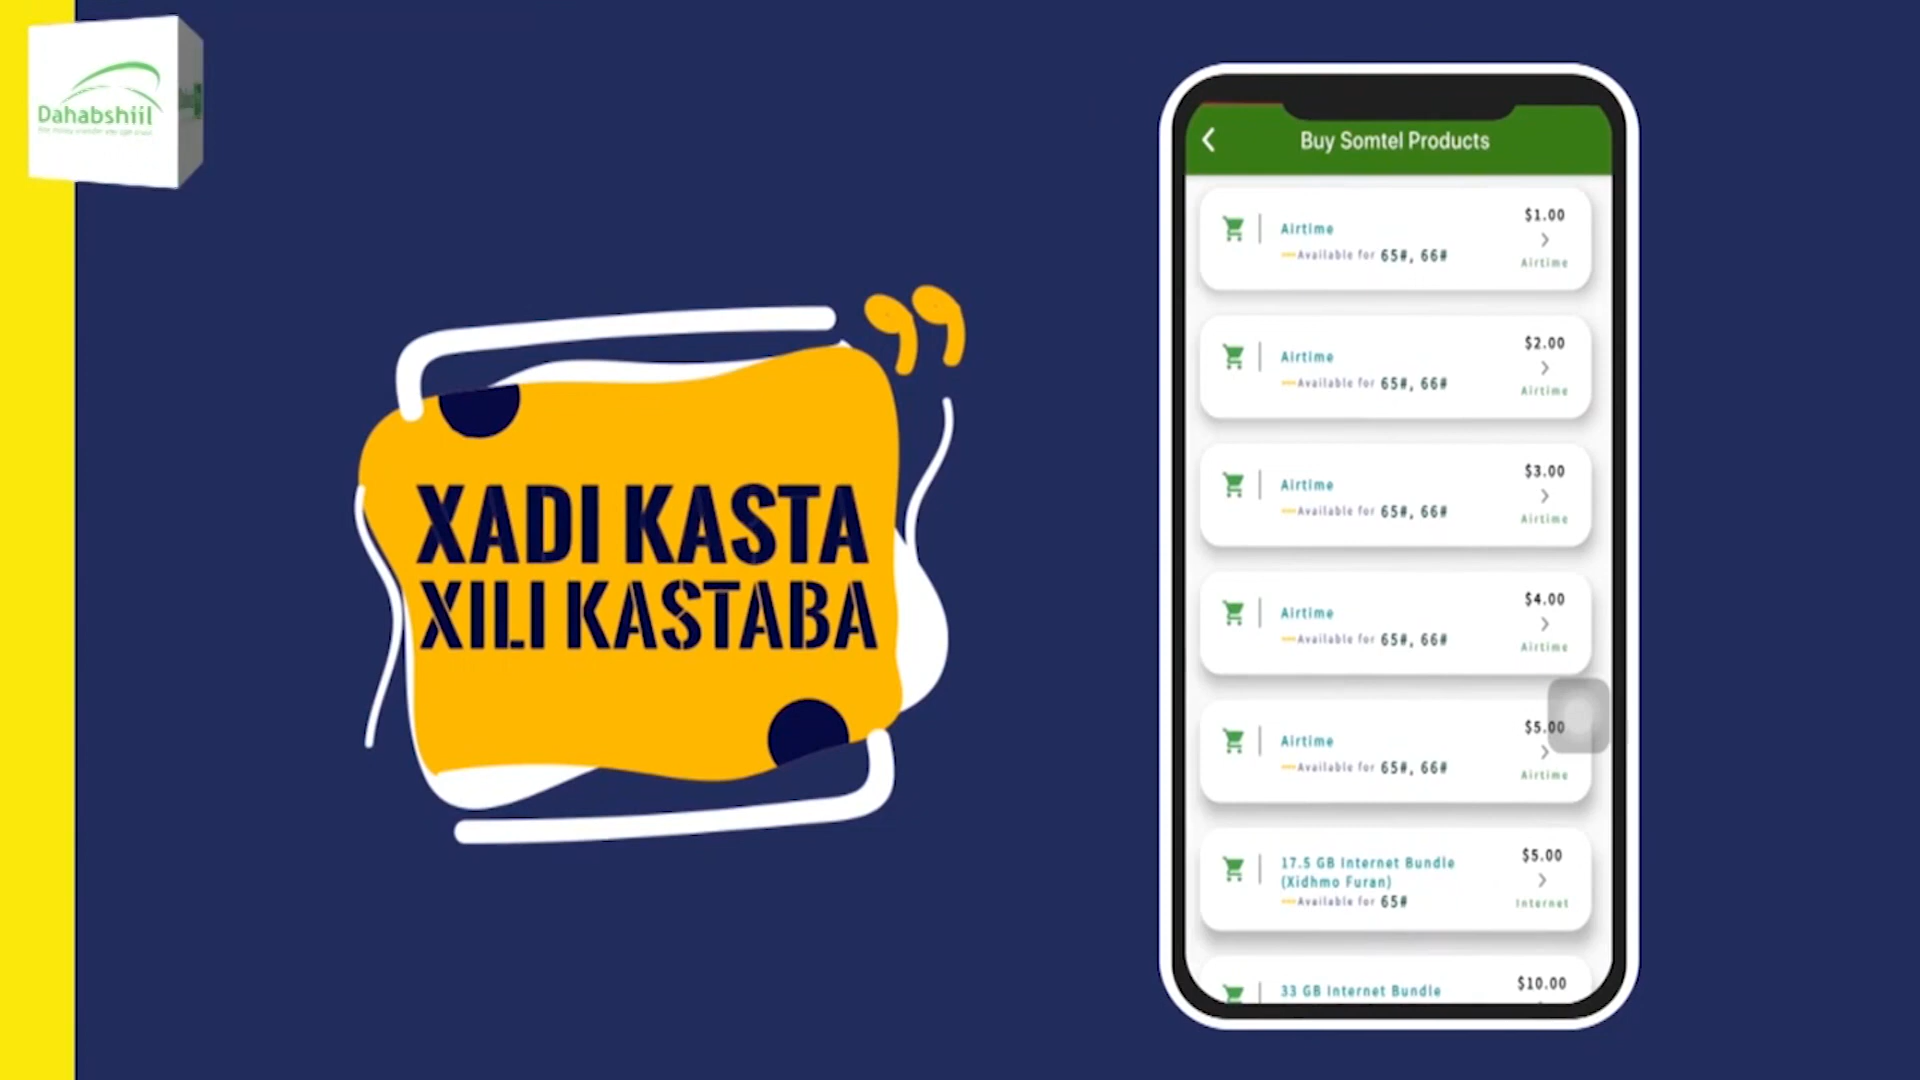 Dahabshiil
XADI KASTA
XILI KASTABA
Buy Somtel Products
Airtime
$1.00
Available for 65#, 66#
Airtime
Airtime
$2.00
Available for 65#, 66#
Airtime
Airtime
$3.00
Available for 65#, 66#
Airtime
Airtime
$4.00
Available for 65#, 66#
Airtime
Airtime
$5.00
Available for 65#, 66#
Airtime
17.5 GB Internet Bundle
(Xidhmo Furan)
$5.00
Available for 65#
Internet
33 GB Internet Bundle
$10.00